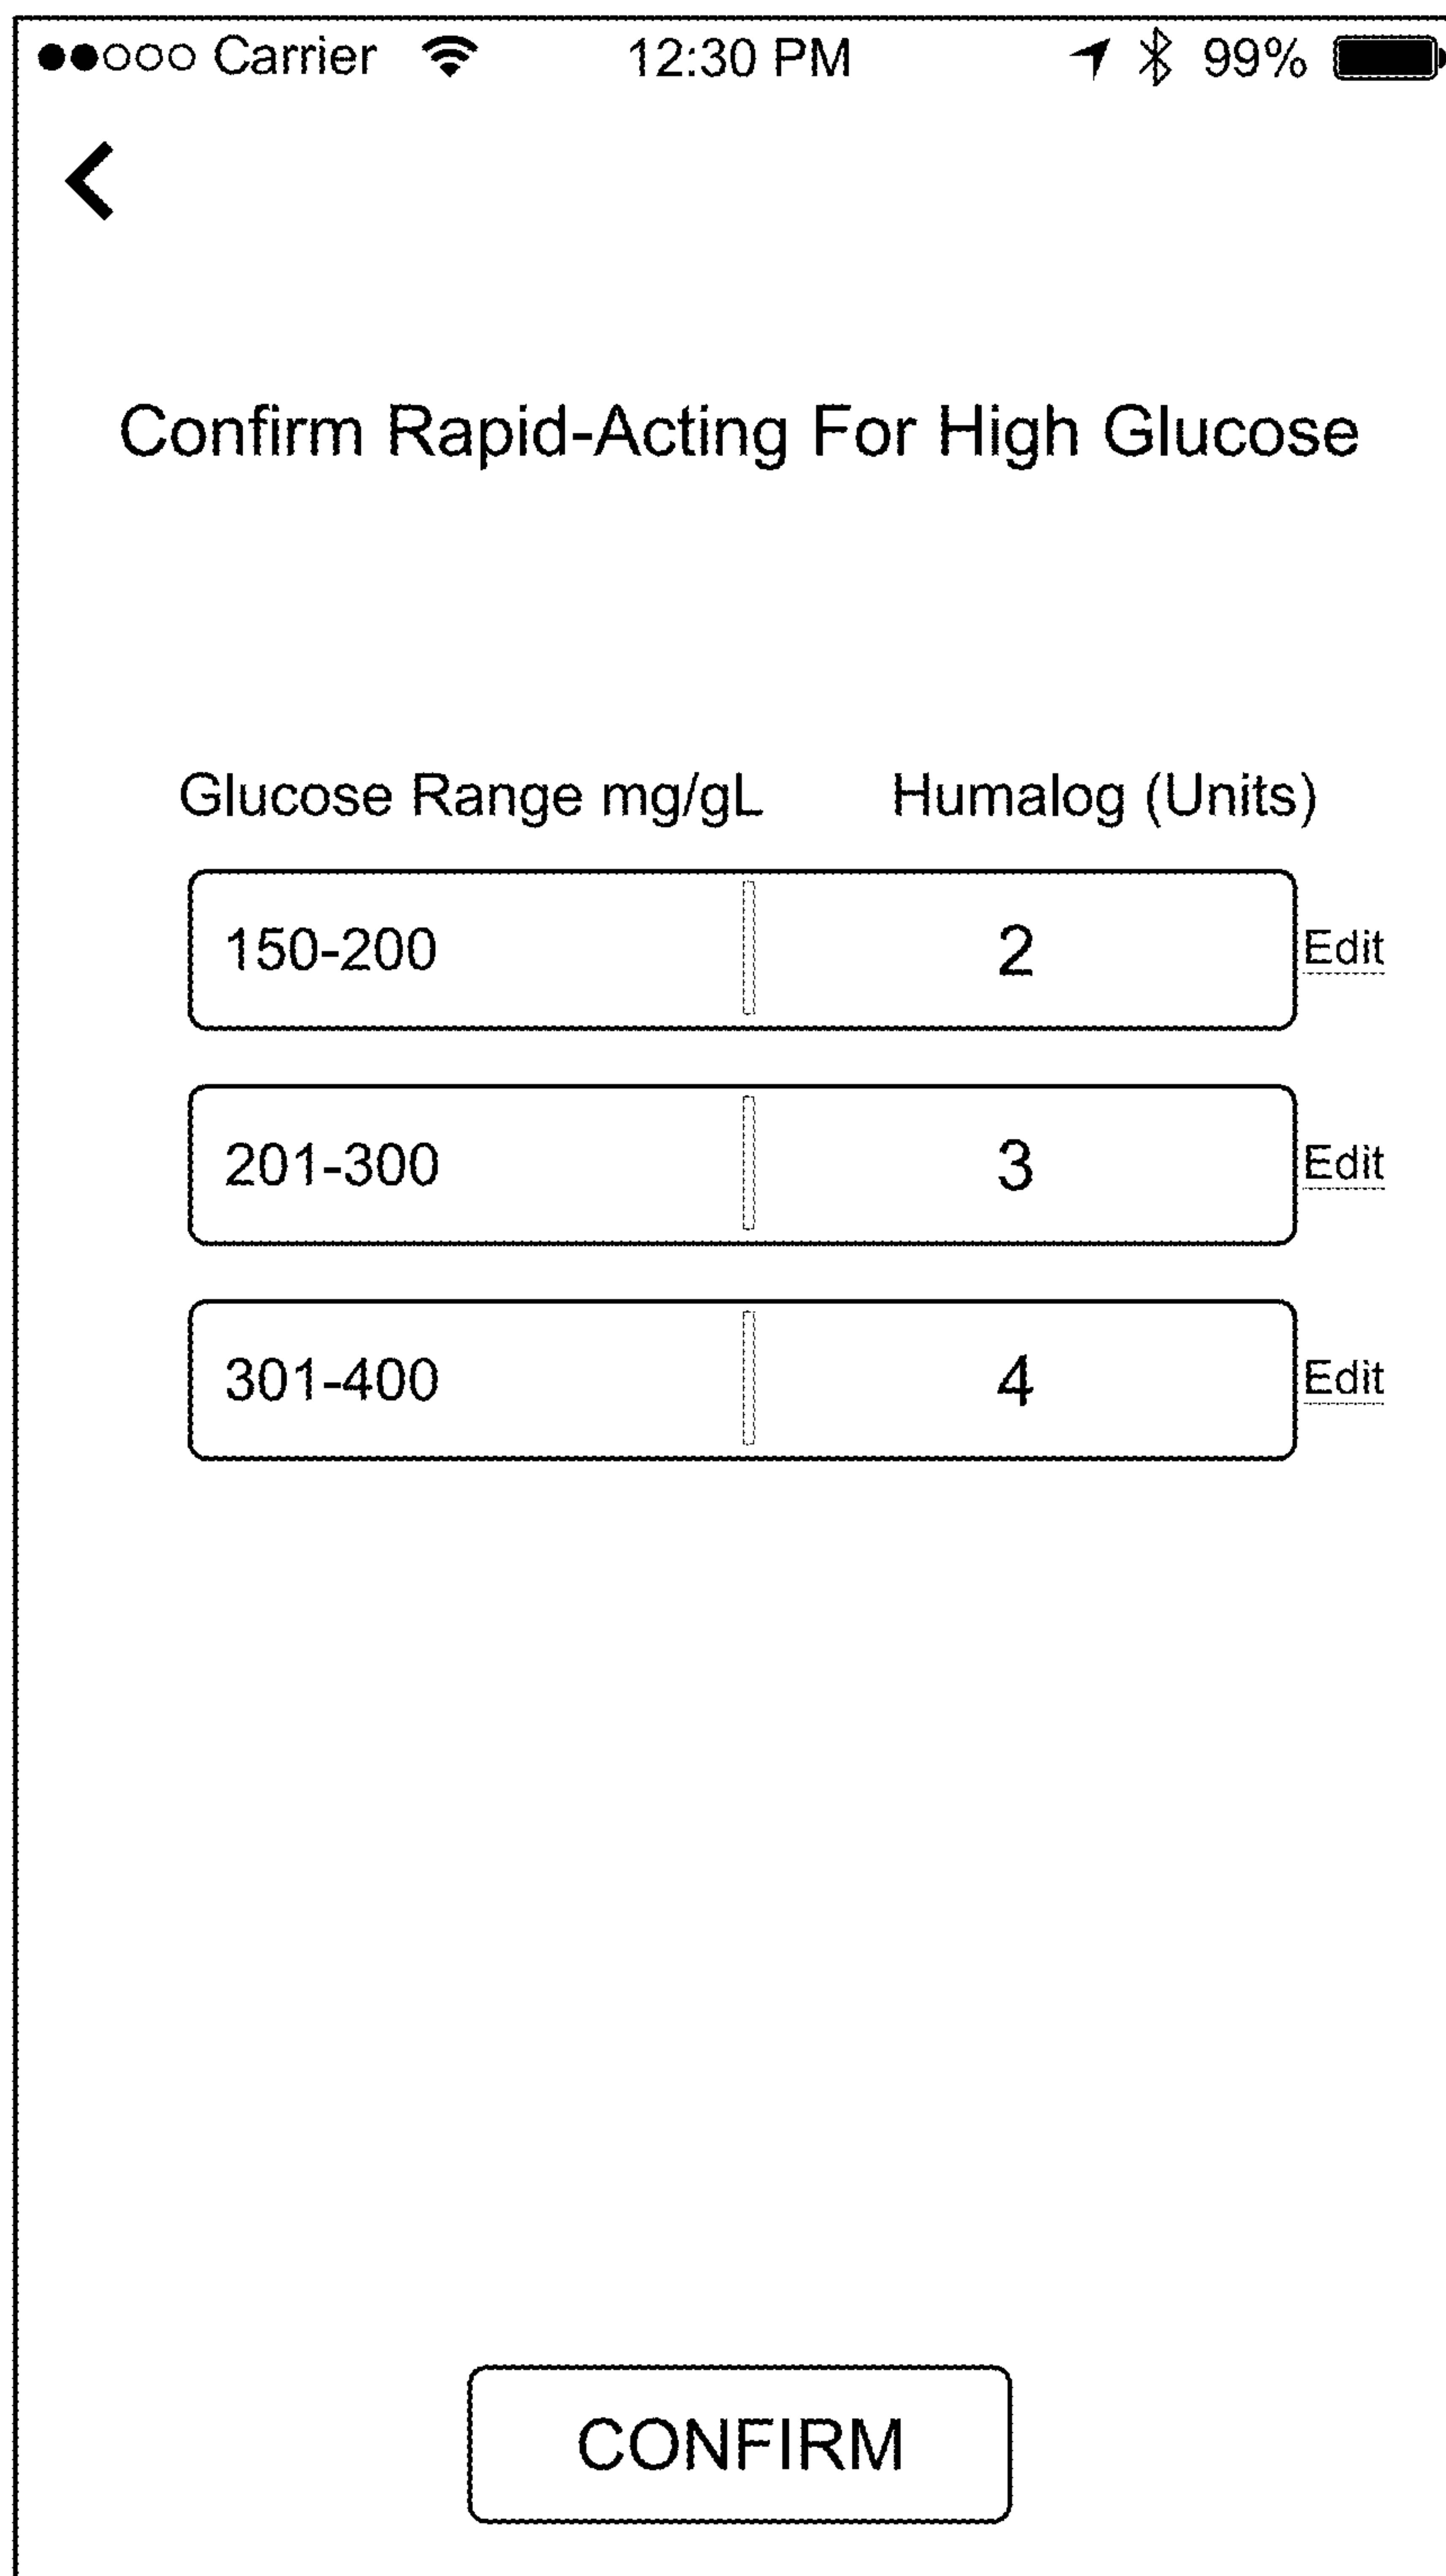 Carrier 12:30 PM 99%
Confirm Rapid-Acting For High Glucose
Glucose Range mg/gL Humalog (Units)
150-200 2 Edit
201-300 3 Edit
301-400 4 Edit
CONFIRM